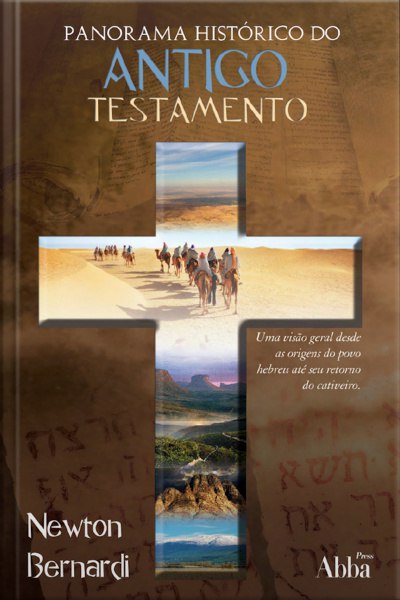 PANORAMA HISTÓRICO DO
ANTIGO
TESTAMENTO
Uma visão geral desde
as origens do povo
hebreu até seu retorno
do cativeiro.
Newton
Bernardi
Press
Abba